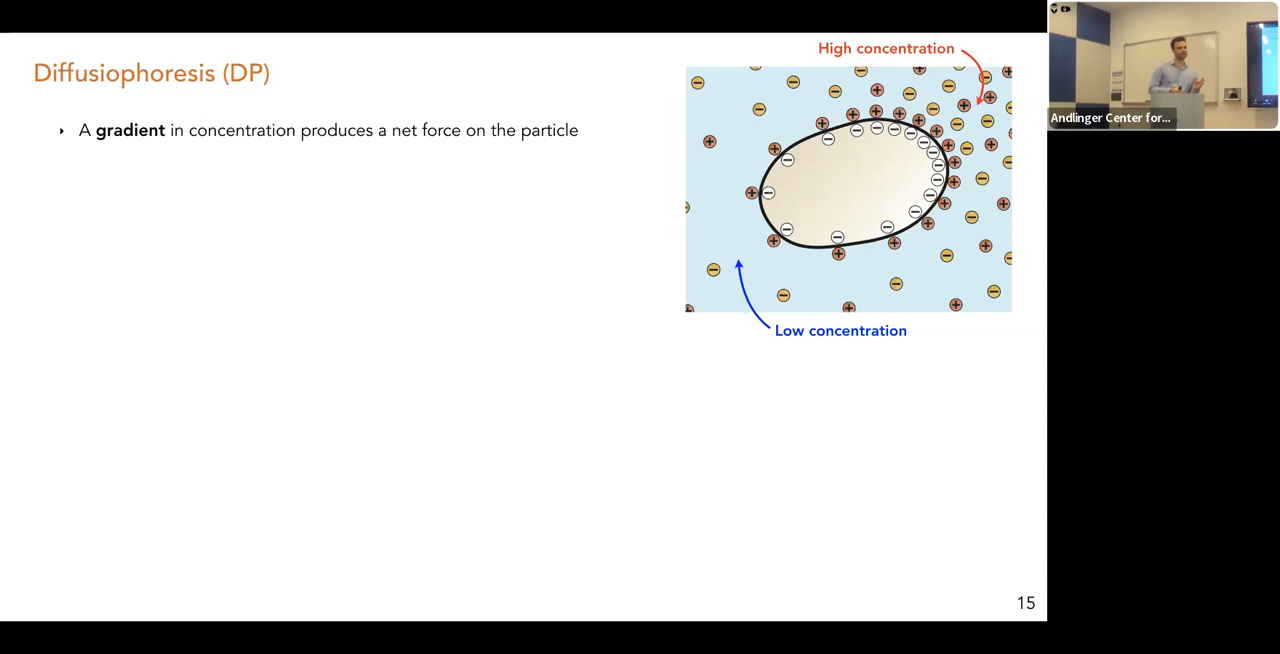 Diffusiophoresis (DP)
‣ A gradient in concentration produces a net force on the particle
High concentration
Low concentration
15
Andlinger Center for...